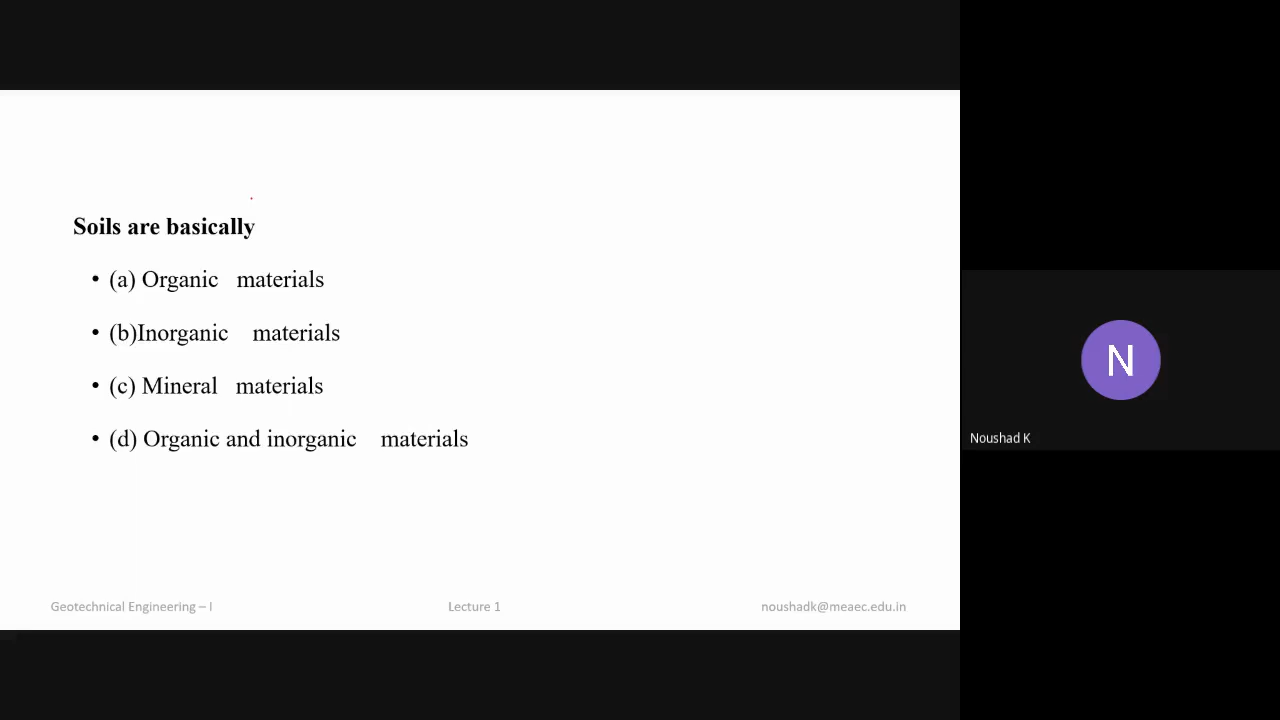 Soils are basically
• (a) Organic materials
• (b)Inorganic materials
• (c) Mineral materials
• (d) Organic and inorganic materials
Geotechnical Engineering – I
Lecture 1
noushadk@meaec.edu.in
N
Noushad K